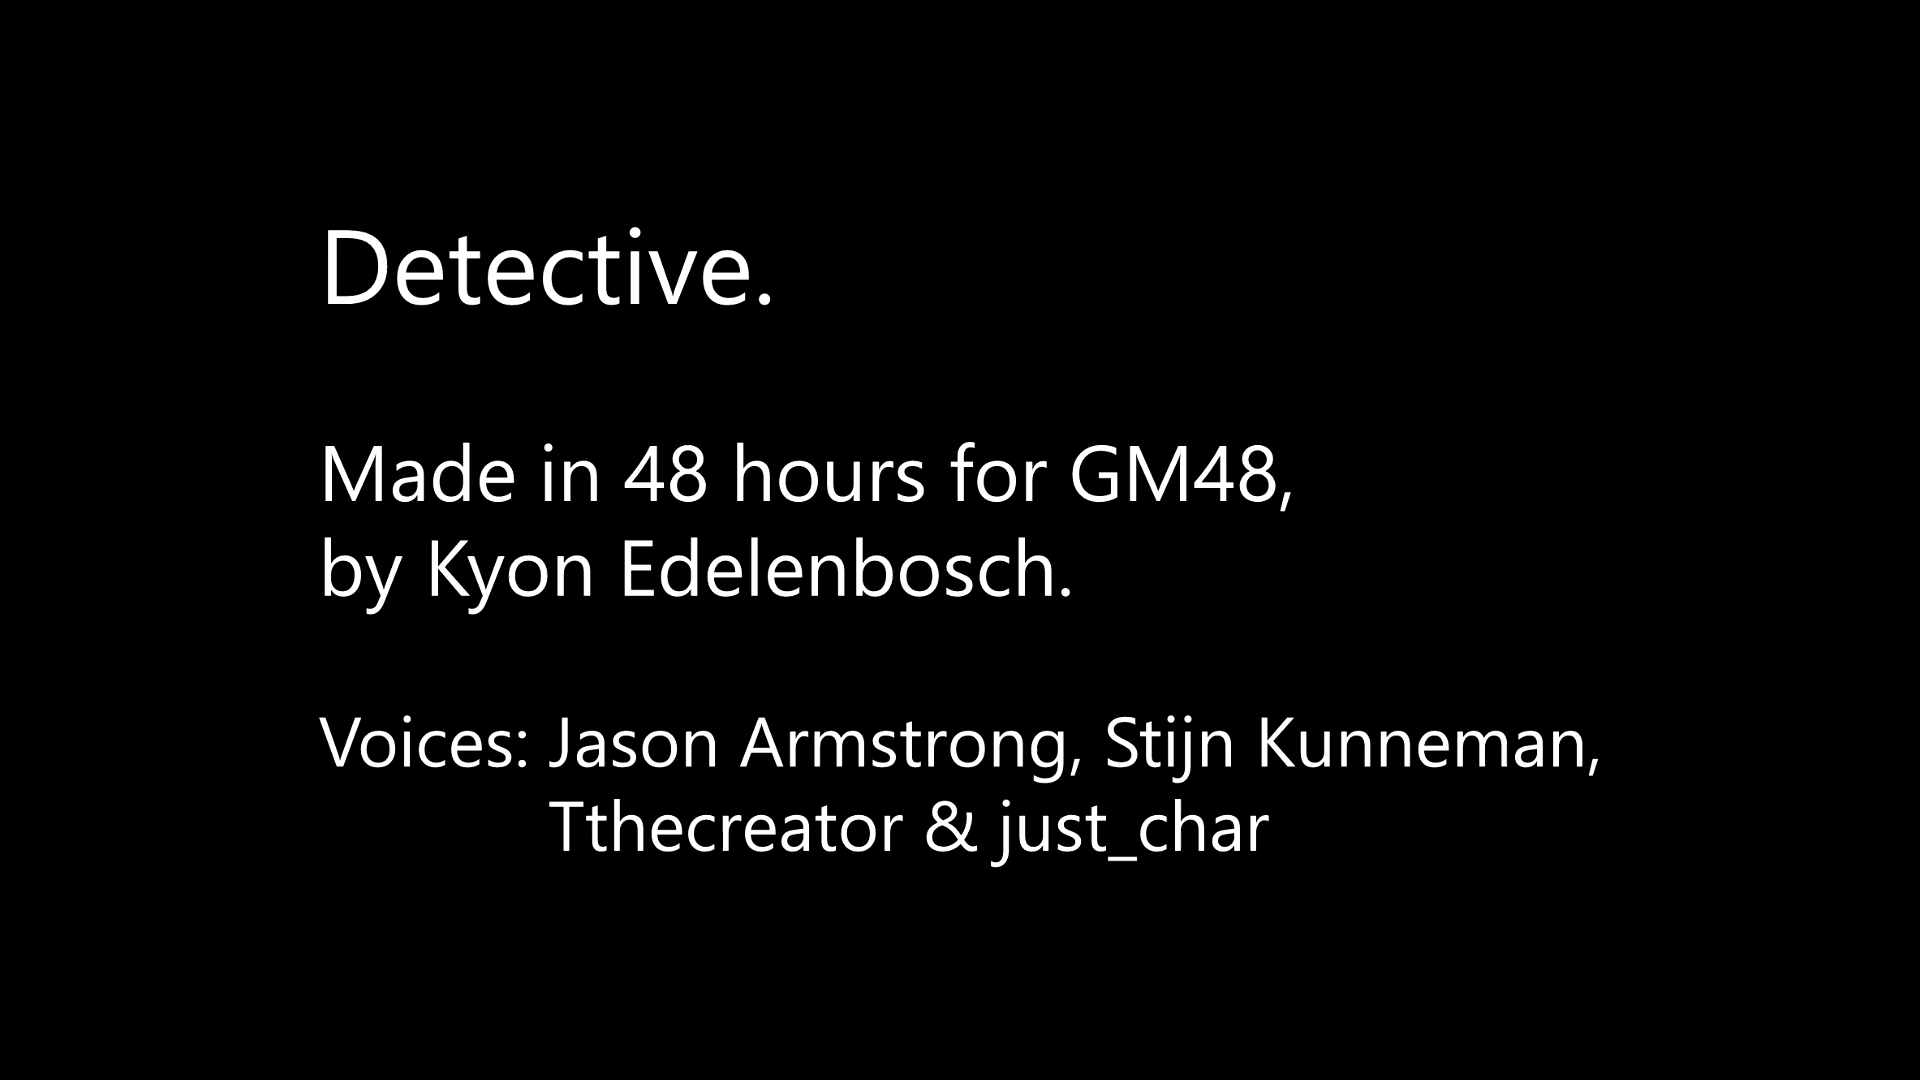 Detective.
Made in 48 hours for GM48,
by Kyon Edelenbosch.
Voices: Jason Armstrong, Stijn Kunneman,
Tthecreator & just_char